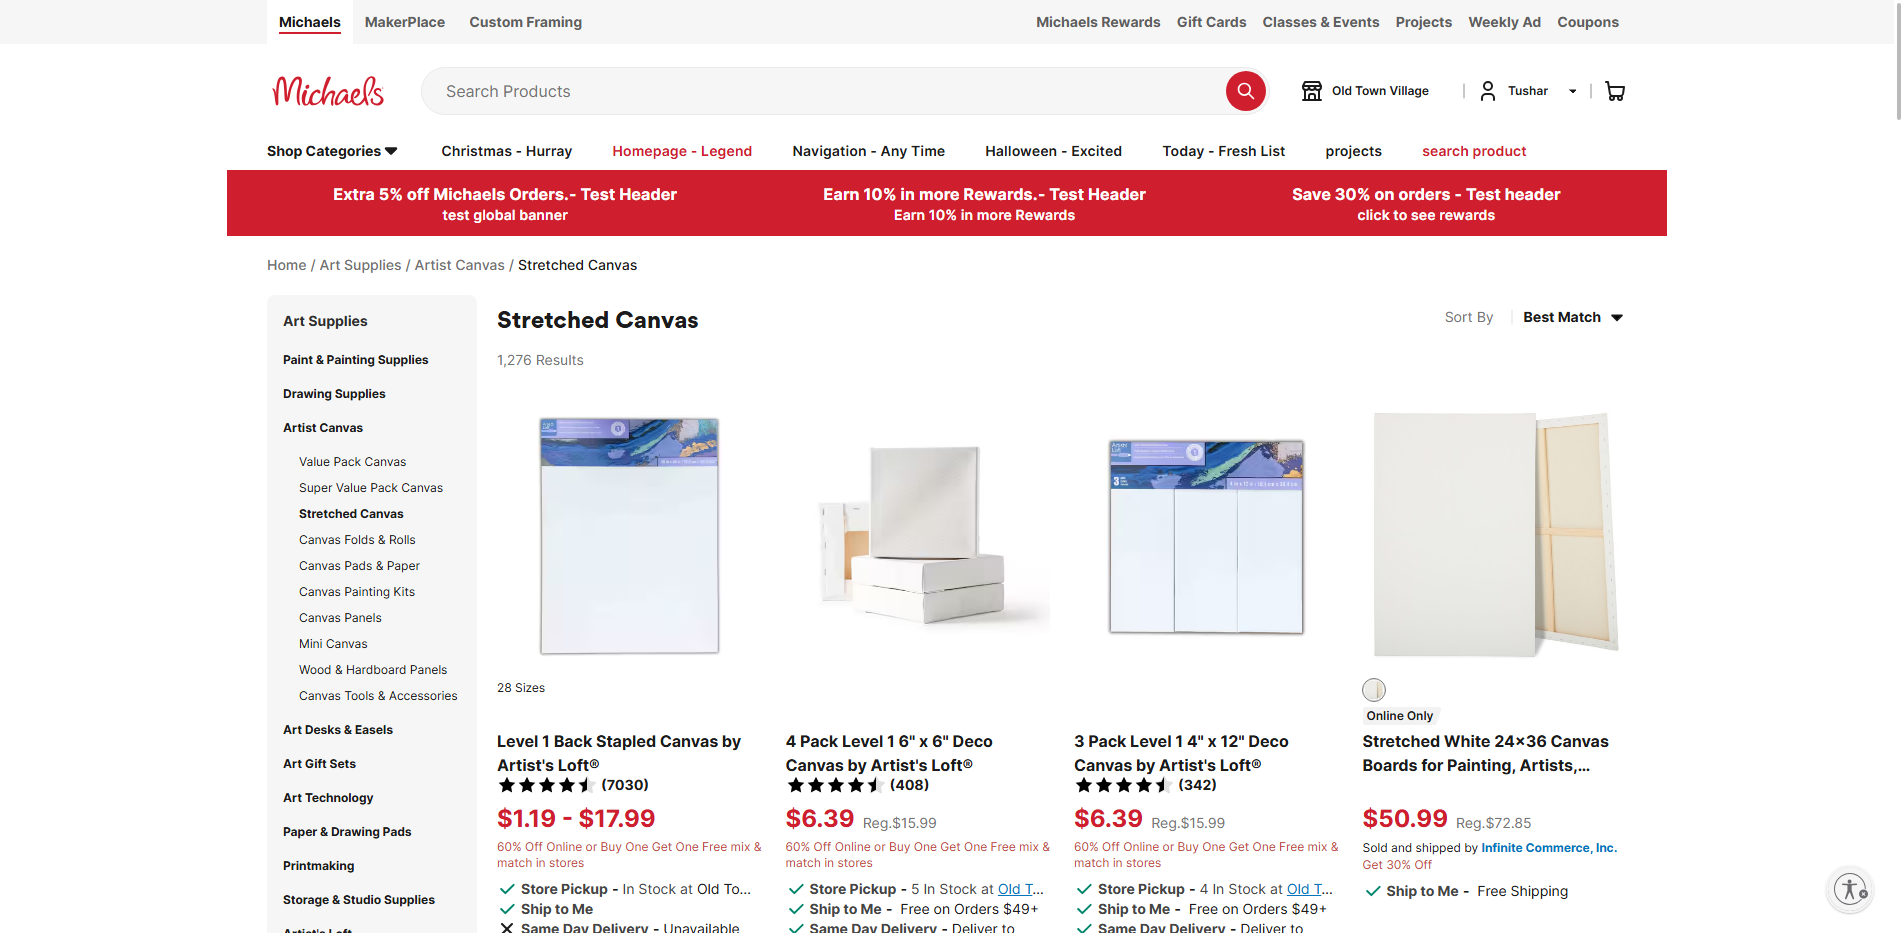 Michaels MakerPlace Custom Framing Michaels Rewards Gift Cards Classes & Events Projects Weekly Ad Coupons
Michaels Search Products Old Town Village Tushar
Shop Categories Christmas - Hurray Homepage - Legend Navigation - Any Time Halloween - Excited Today - Fresh List projects search product
Extra 5% off Michaels Orders.- Test Header Earn 10% in more Rewards.- Test Header Save 30% on orders - Test header
test global banner Earn 10% in more Rewards click to see rewards
Home / Art Supplies / Artist Canvas / Stretched Canvas
Art Supplies
Paint & Painting Supplies
Drawing Supplies
Artist Canvas
Value Pack Canvas
Super Value Pack Canvas
Stretched Canvas
Canvas Folds & Rolls
Canvas Pads & Paper
Canvas Painting Kits
Canvas Panels
Mini Canvas
Wood & Hardboard Panels
Canvas Tools & Accessories
Art Desks & Easels
Art Gift Sets
Art Technology
Paper & Drawing Pads
Printmaking
Storage & Studio Supplies
Artist's Loft
Stretched Canvas
Sort By Best Match
1,276 Results
28 Sizes
Level 1 Back Stapled Canvas by
Artist's Loft®
(7030)
$1.19 - $17.99
60% Off Online or Buy One Get One Free mix &
match in stores
Store Pickup - In Stock at Old To...
Ship to Me
Same Day Delivery - Unavailable
4 Pack Level 1 6" x 6" Deco
Canvas by Artist's Loft®
(408)
$6.39 Reg.$15.99
60% Off Online or Buy One Get One Free mix &
match in stores
Store Pickup - 5 In Stock at Old T...
Ship to Me - Free on Orders $49+
Same Day Delivery - Deliver to
3
3 Pack Level 1 4" x 12" Deco
Canvas by Artist's Loft®
(342)
$6.39 Reg.$15.99
60% Off Online or Buy One Get One Free mix &
match in stores
Store Pickup - 4 In Stock at Old T...
Ship to Me - Free on Orders $49+
Same Day Delivery - Deliver to
Online Only
Stretched White 24x36 Canvas
Boards for Painting, Artists,...
$50.99 Reg.$72.85
Sold and shipped by Infinite Commerce, Inc.
Get 30% Off
Ship to Me - Free Shipping